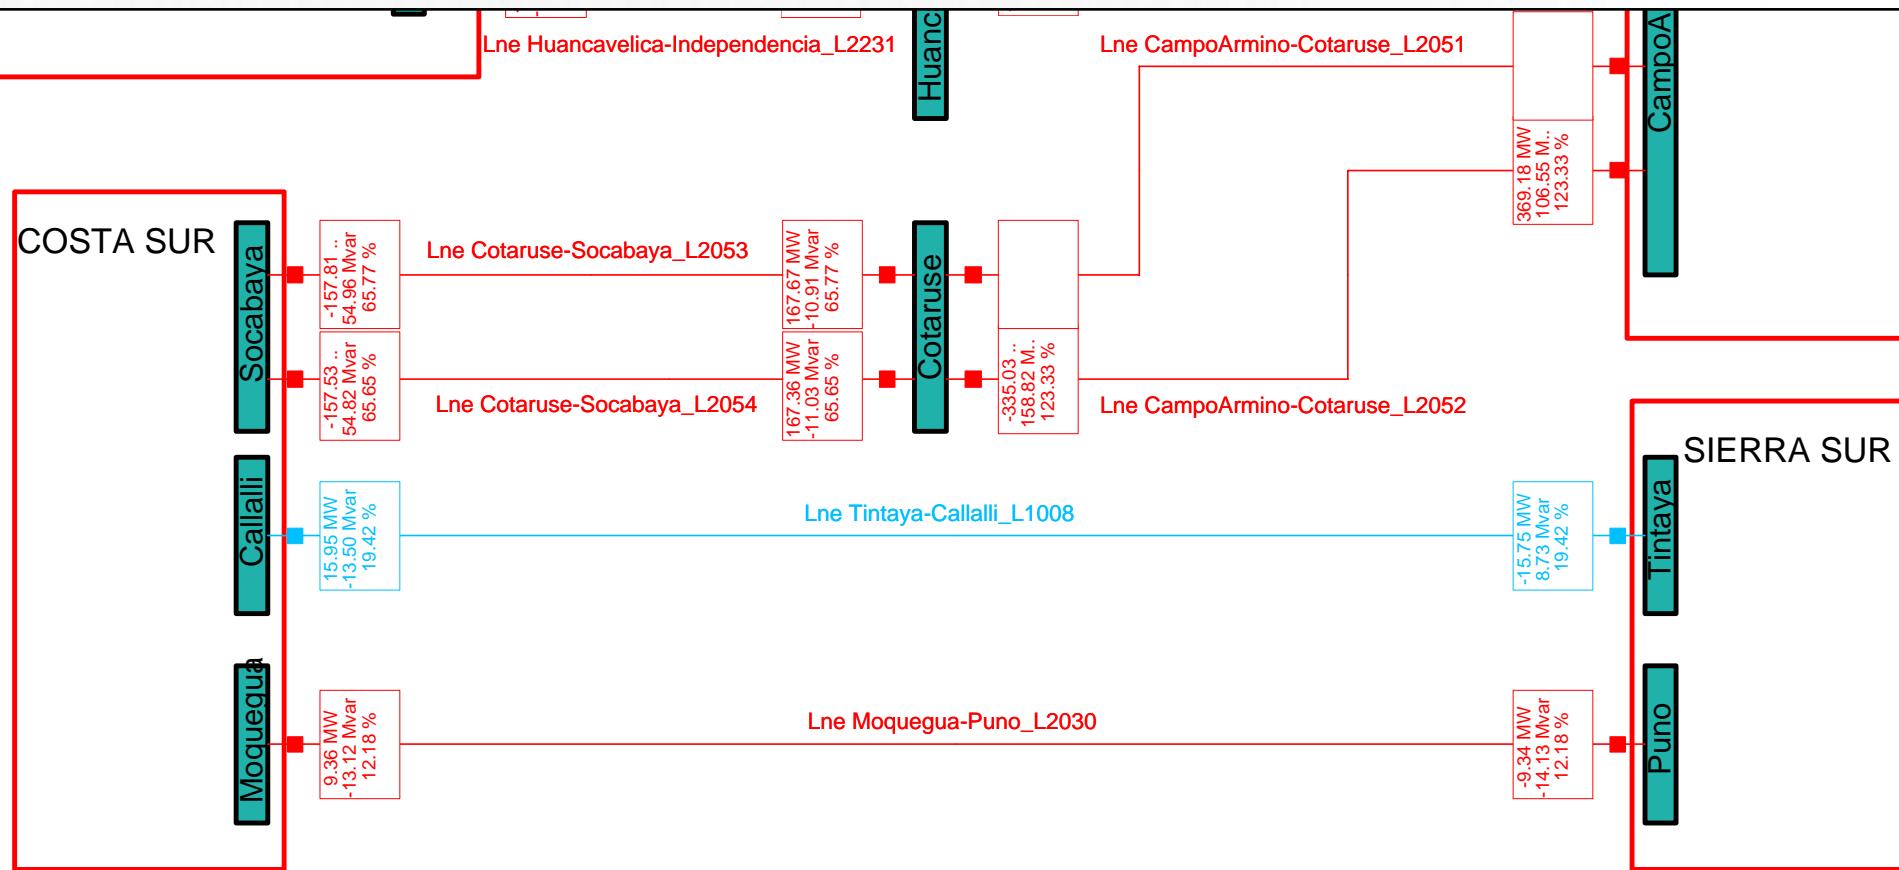 Lne Huancavelica-Independencia_L2231
Huanc
Lne CampoArmino-Cotaruse_L2051
CampoA
369.18 MW
106.55 M..
123.33 %
COSTA SUR
Socabaya
-157.81 ..
54.96 Mvar
65.77 %
Lne Cotaruse-Socabaya_L2053
167.67 MW
-10.91 Mvar
65.77 %
Cotaruse
-157.53 ..
54.82 Mvar
65.65 %
Lne Cotaruse-Socabaya_L2054
167.36 MW
-11.03 Mvar
65.65 %
-335.03 ..
158.82 M..
123.33 %
Lne CampoArmino-Cotaruse_L2052
SIERRA SUR
Callalli
15.95 MW
-13.50 Mvar
19.42 %
Lne Tintaya-Callalli_L1008
-15.75 MW
8.73 Mvar
19.42 %
Tintaya
Moquegua
9.36 MW
-13.12 Mvar
12.18 %
Lne Moquegua-Puno_L2030
-9.34 MW
-14.13 Mvar
12.18 %
Puno